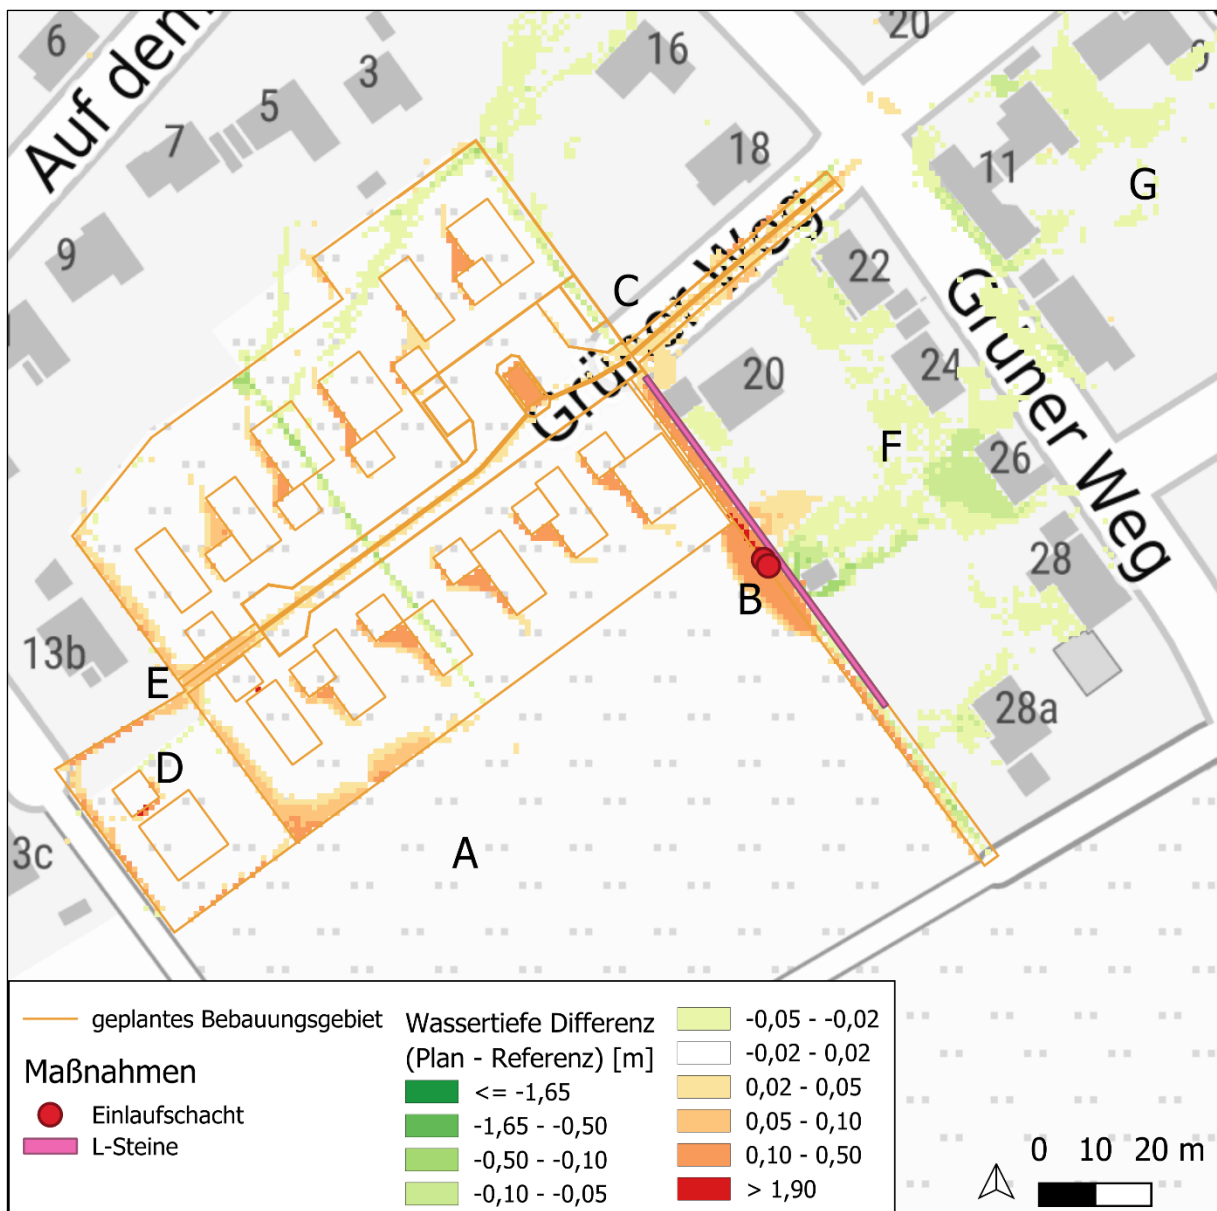 6
Auf dem
3
5
7
9
16
18
20
9
11
G
22
Grüner Weg
C
Grüner Weg
20
24
F
26
28
B
28a
13b
E
D
3c
A
geplantes Bebauungsgebiet
Maßnahmen
Einlaufschacht
L-Steine
Wassertiefe Differenz
(Plan - Referenz) [m]
<= -1,65
-1,65 - -0,50
-0,50 - -0,10
-0,10 - -0,05
-0,05 - -0,02
-0,02 - 0,02
0,02 - 0,05
0,05 - 0,10
0,10 - 0,50
> 1,90
0 10 20 m